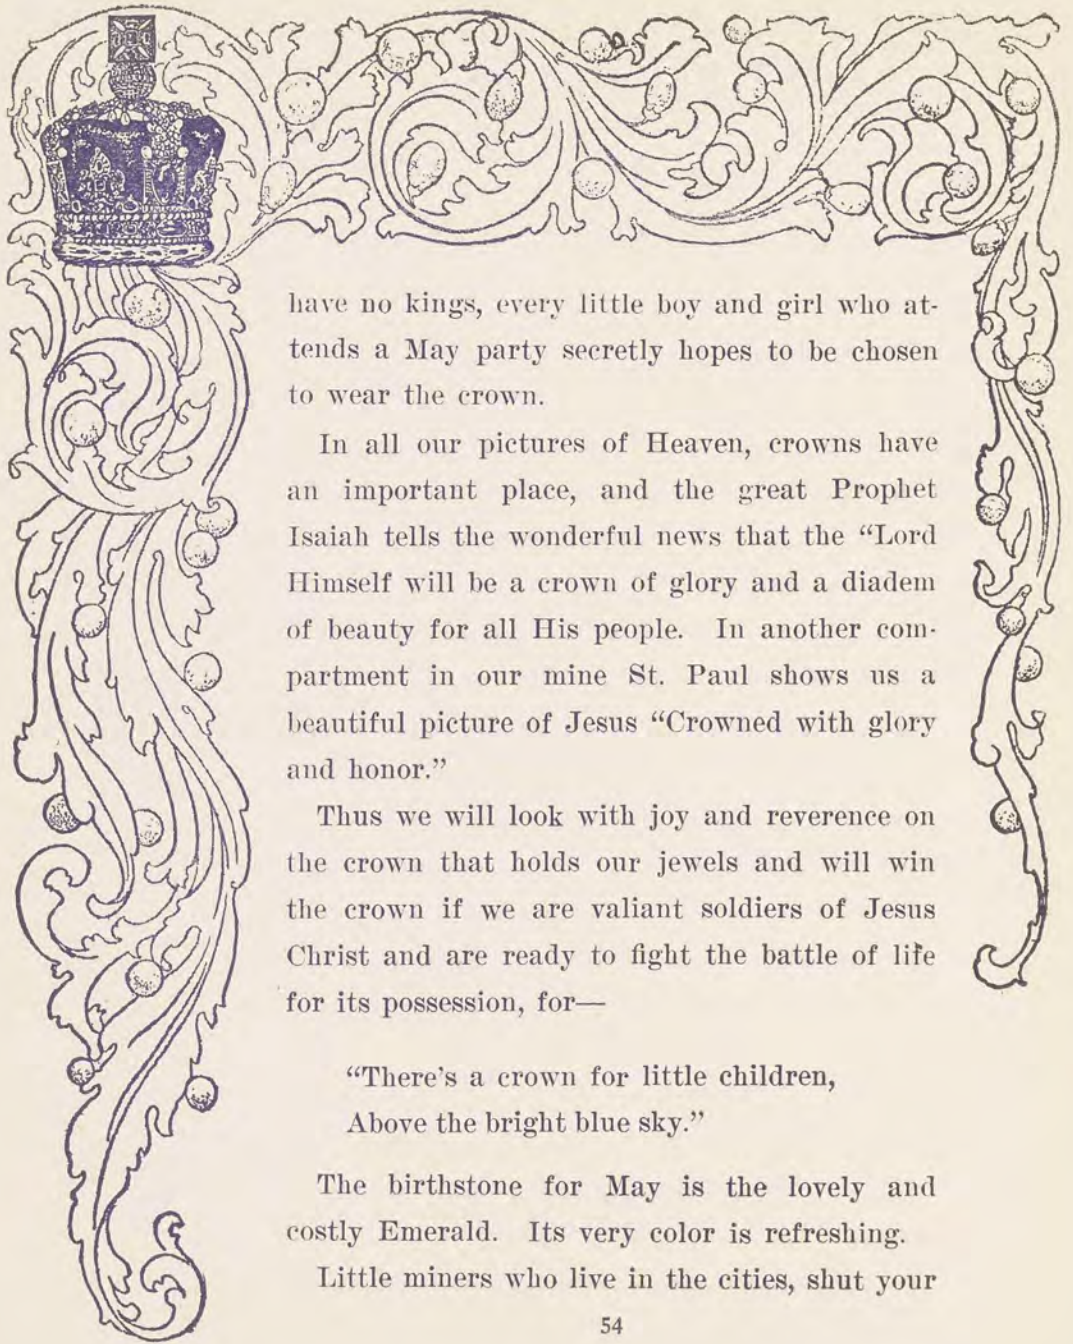 have no kings, every little boy and girl who at-
tends a May party secretly hopes to be chosen
to wear the crown.
In all our pictures of Heaven, crowns have
an important place, and the great Prophet
Isaiah tells the wonderful news that the “Lord
Himself will be a crown of glory and a diadem
of beauty for all His people. In another com-
partment in our mine St. Paul shows us a
beautiful picture of Jesus “Crowned with glory
and honor.”
Thus we will look with joy and reverence on
the crown that holds our jewels and will win
the crown if we are valiant soldiers of Jesus
Christ and are ready to fight the battle of life
for its possession, for—
“There’s a crown for little children,
Above the bright blue sky.”
The birthstone for May is the lovely and
costly Emerald. Its very color is refreshing.
Little miners who live in the cities, shut your
54